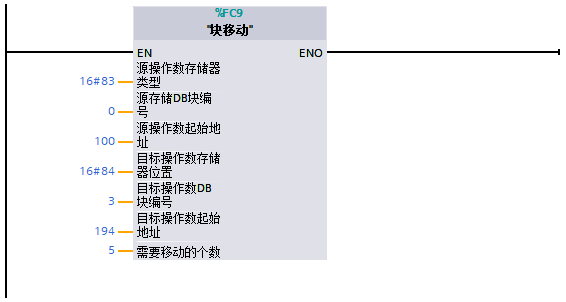 %FC9
"块移动"
EN ENO
源操作数存储器
16#83 类型
源存储DB块编
0 号
源操作数起始地
100 址
目标操作数存储
16#84 器位置
目标操作数DB
3 块编号
目标操作数起始
194 地址
5 需要移动的个数